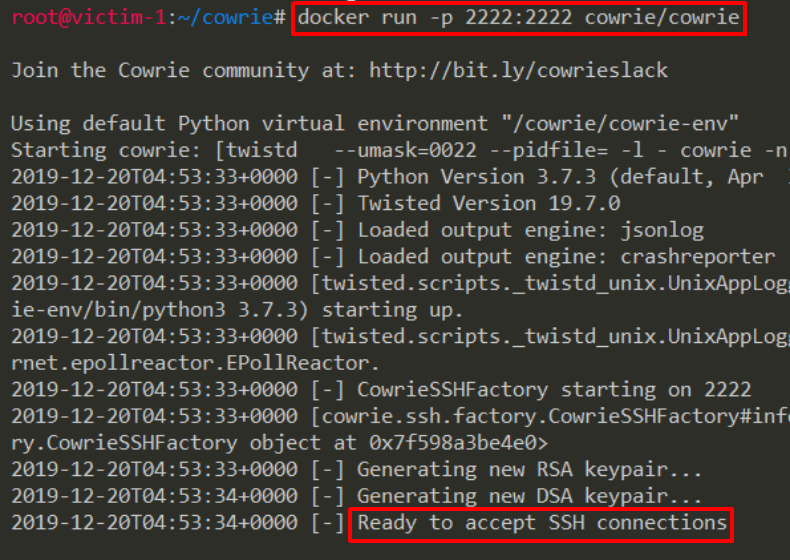 root@victim-1:~/cowrie# docker run -p 2222:2222 cowrie/cowrie
Join the Cowrie community at: http://bit.ly/cowrieslack
Using default Python virtual environment "/cowrie/cowrie-env"
Starting cowrie: [twistd   --umask=0022 --pidfile= -l - cowrie -n
2019-12-20T04:53:33+0000 [-] Python Version 3.7.3 (default, Apr
2019-12-20T04:53:33+0000 [-] Twisted Version 19.7.0
2019-12-20T04:53:33+0000 [-] Loaded output engine: jsonlog
2019-12-20T04:53:33+0000 [-] Loaded output engine: crashreporter
2019-12-20T04:53:33+0000 [twisted.scripts._twistd_unix.UnixAppLogg
ie-env/bin/python3 3.7.3) starting up.
2019-12-20T04:53:33+0000 [twisted.scripts._twistd_unix.UnixAppLogg
rnet.epollreactor.EPollReactor.
2019-12-20T04:53:33+0000 [-] CowrieSSHFactory starting on 2222
2019-12-20T04:53:33+0000 [cowrie.ssh.factory.CowrieSSHFactory#info
ry.CowrieSSHFactory object at 0x7f598a3be4e0>
2019-12-20T04:53:33+0000 [-] Generating new RSA keypair...
2019-12-20T04:53:34+0000 [-] Generating new DSA keypair...
2019-12-20T04:53:34+0000 [-] Ready to accept SSH connections